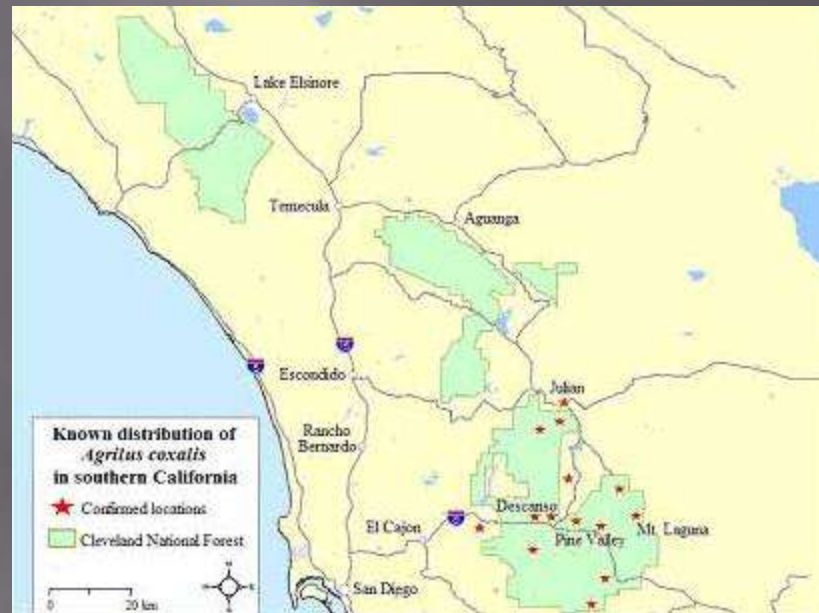 Lake Elsinore
Temecula
Aguanga
Escondido
Julian
Rancho
Bernardo
Descanso
El Cajon
Pine Valley
Mt. Laguna
San Diego
Known distribution of
Agrilus coxalis
in southern California
Confirmed locations
Cleveland National Forest
0 20 km